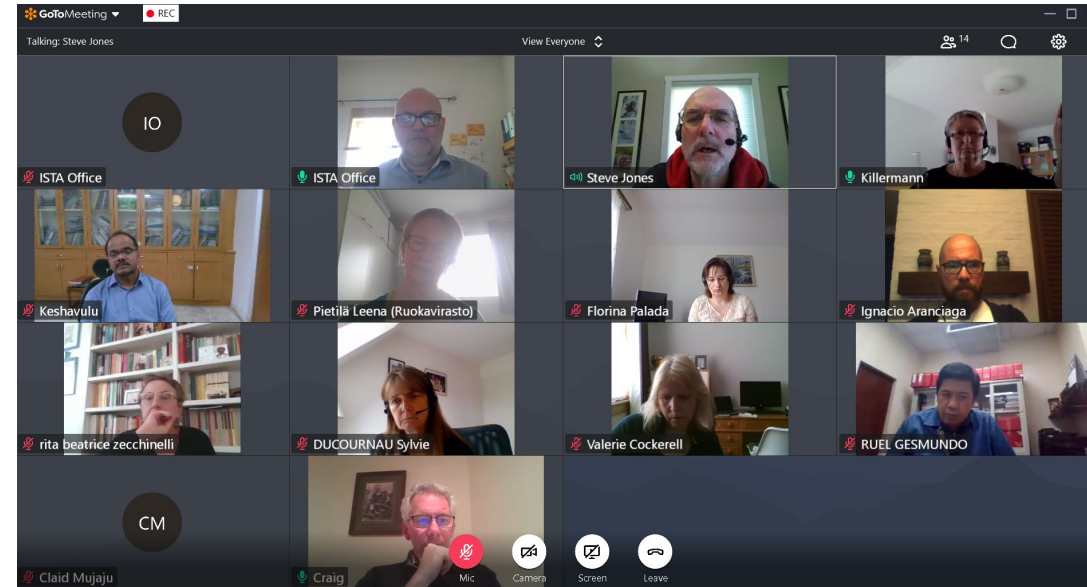 GoToMeeting
REC
Talking: Steve Jones
View Everyone
14
IO
ISTA Office
ISTA Office
Steve Jones
Killermann
Keshavulu
Pietilä Leena (Ruokavirasto)
Florina Palada
Ignacio Aranciaga
rita beatrice zecchinelli
DUCOURNAU Sylvie
Valerie Cockerell
RUEL GESMUNDO
CM
Claid Mujaju
Craig
Mic
Camera
Screen
Leave